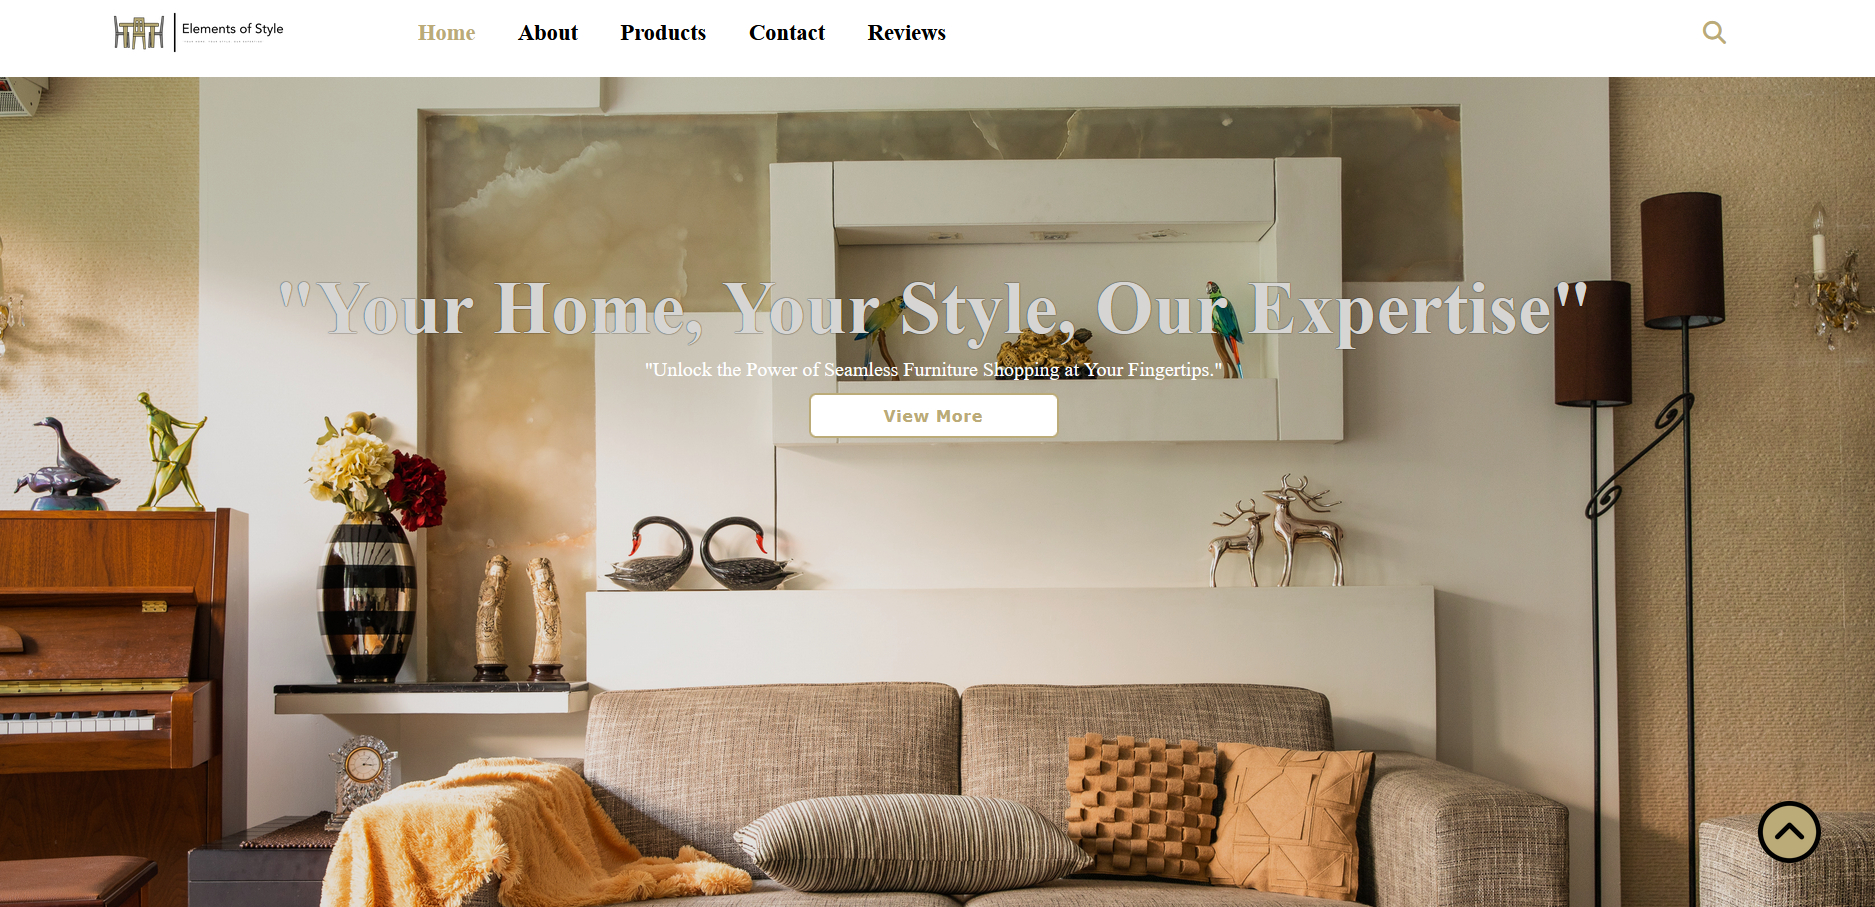 Elements of Style
Home
About
Products
Contact
Reviews
"Your Home, Your Style, Our Expertise"
"Unlock the Power of Seamless Furniture Shopping at Your Fingertips."
View More